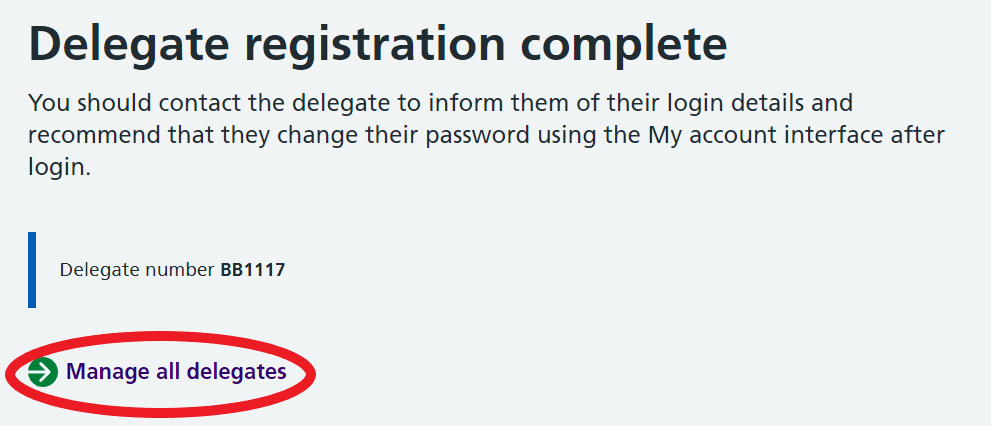 Delegate registration complete
You should contact the delegate to inform them of their login details and
recommend that they change their password using the My account interface after
login.
Delegate number BB1117
Manage all delegates